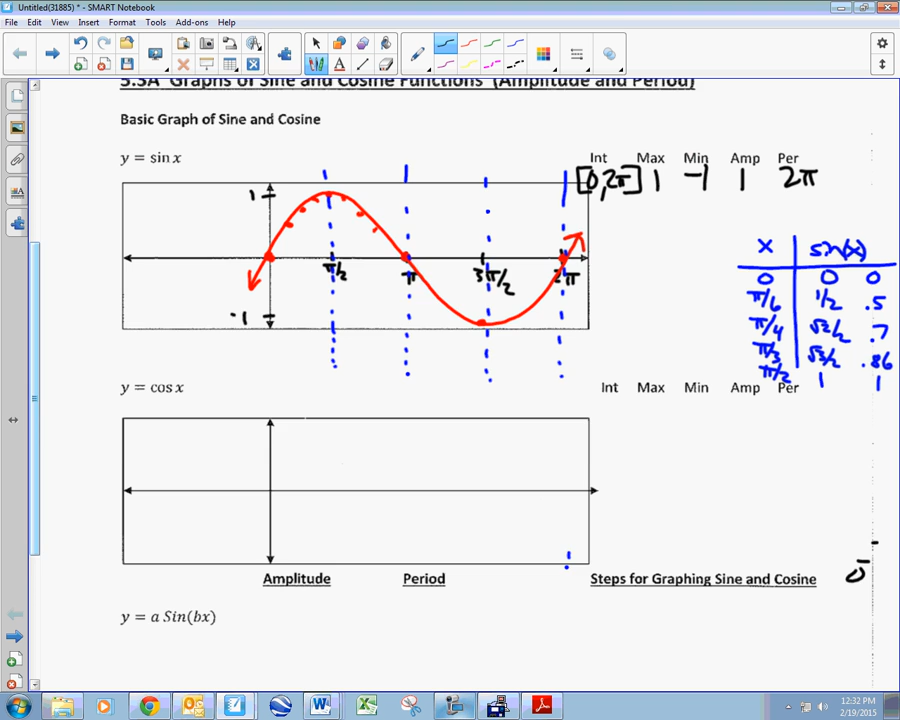 Untitled(31885) * - SMART Notebook
File Edit View Insert Format Tools Add-ons Help
5.5A Graphs of Sine and Cosine Functions (Amplitude and Period)
Basic Graph of Sine and Cosine
y = sin x Int Max Min Amp Per
[0,2π] 1 -1 1 2π
1
π/2 π 3π/2 2π
-1
x sin(x)
0 0 0
π/6 1/2 .5
π/4 √2/2 .7
π/3 √3/2 .86
π/2 1 1
y = cos x Int Max Min Amp Per
Amplitude Period Steps for Graphing Sine and Cosine
y = a Sin(bx)
12:32 PM
2/19/2015